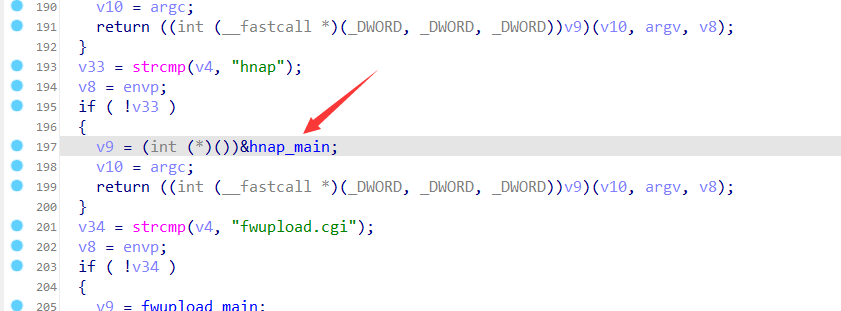 190 v10 = argc;
191 return ((int (__fastcall *)(_DWORD, _DWORD, _DWORD))v9)(v10, argv, v8);
192 }
193 v33 = strcmp(v4, "hnap");
194 v8 = envp;
195 if ( !v33 )
196 {
197 v9 = (int (*)())&hnap_main;
198 v10 = argc;
199 return ((int (__fastcall *)(_DWORD, _DWORD, _DWORD))v9)(v10, argv, v8);
200 }
201 v34 = strcmp(v4, "fwupload.cgi");
202 v8 = envp;
203 if ( !v34 )
204 {
205 v9 = fwupload_main;